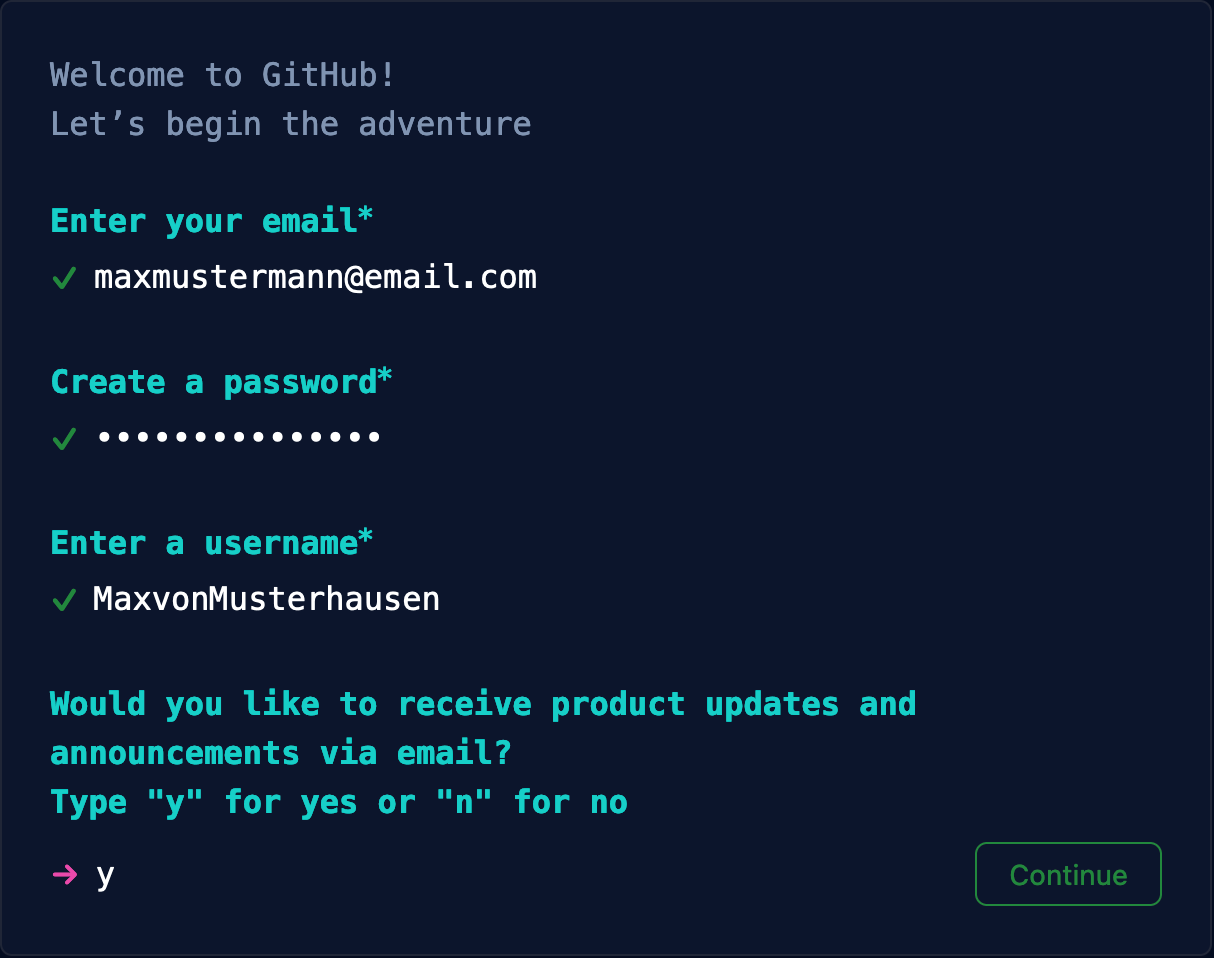 Welcome to GitHub!
Let’s begin the adventure
Enter your email*
✓ maxmustermann@email.com
Create a password*
✓ •••••••••••••••
Enter a username*
✓ MaxvonMusterhausen
Would you like to receive product updates and
announcements via email?
Type "y" for yes or "n" for no
→ y
Continue